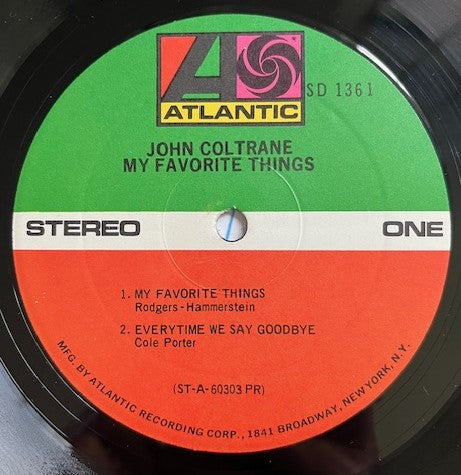 ATLANTIC
SD 1361
JOHN COLTRANE
MY FAVORITE THINGS
STEREO
ONE
1. MY FAVORITE THINGS
Rodgers-Hammerstein
2. EVERYTIME WE SAY GOODBYE
Cole Porter
(ST-A-60303 PR)
MFG. BY ATLANTIC RECORDING CORP., 1841 BROADWAY, NEW YORK, N.Y.